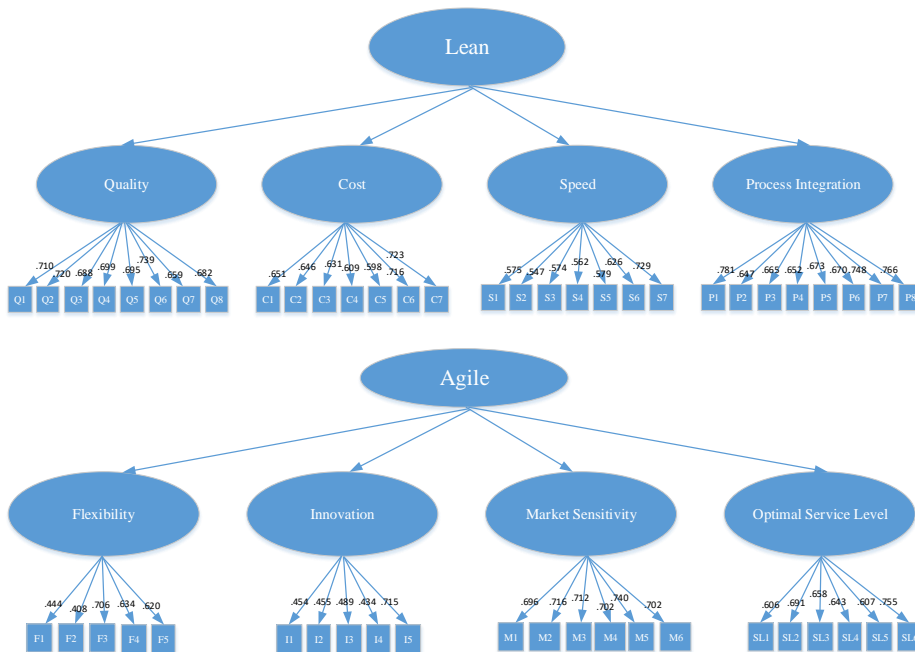 Lean
Quality
Cost
Speed
Process Integration
.710 .720 .688 .699 .695 .739 .659 .682
.651 .646 .631 .609 .598 .716 .723
.575 .547 .574 .562 .579 .626 .729
.781 .647 .665 .652 .673 .670 .748 .766
Q1 Q2 Q3 Q4 Q5 Q6 Q7 Q8
C1 C2 C3 C4 C5 C6 C7
S1 S2 S3 S4 S5 S6 S7
P1 P2 P3 P4 P5 P6 P7 P8
Agile
Flexibility
Innovation
Market Sensitivity
Optimal Service Level
.444 .408 .706 .634 .620
.454 .455 .489 .434 .715
.696 .716 .712 .702 .740 .702
.606 .691 .658 .643 .607 .755
F1 F2 F3 F4 F5
I1 I2 I3 I4 I5
M1 M2 M3 M4 M5 M6
SL1 SL2 SL3 SL4 SL5 SL6